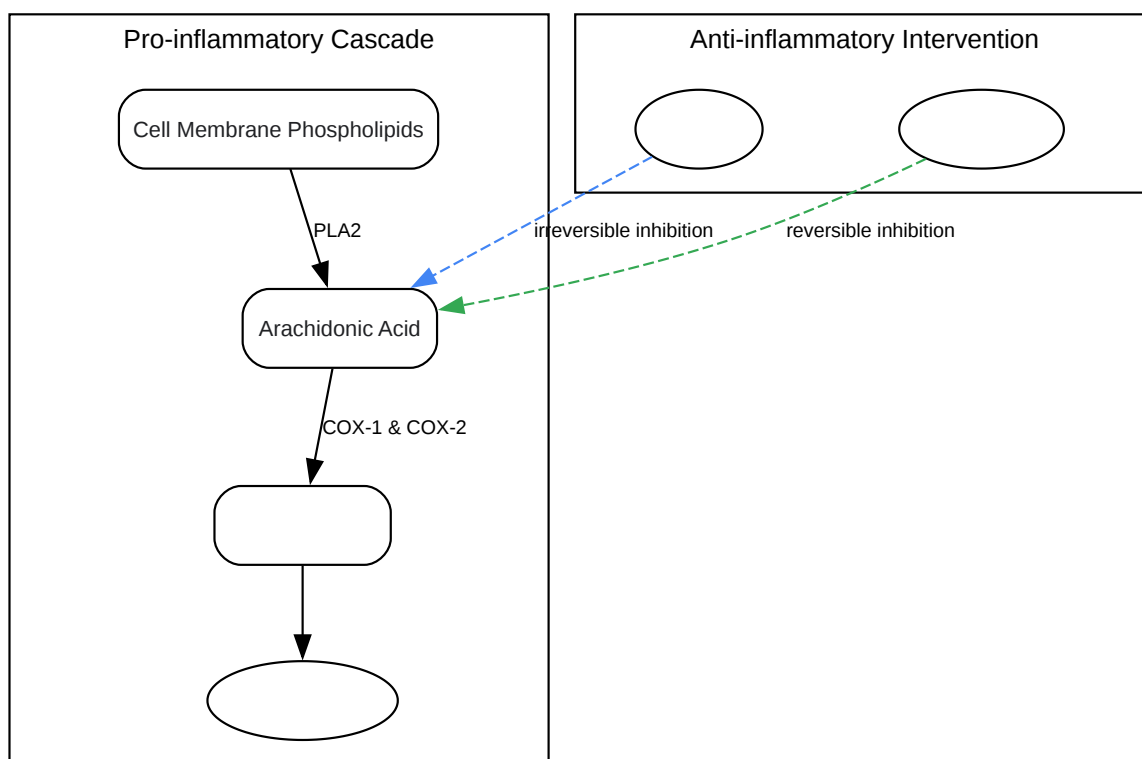 Pro-inflammatory Cascade
Anti-inflammatory Intervention
Cell Membrane Phospholipids
PLA2
irreversible inhibition
reversible inhibition
Arachidonic Acid
COX-1 & COX-2